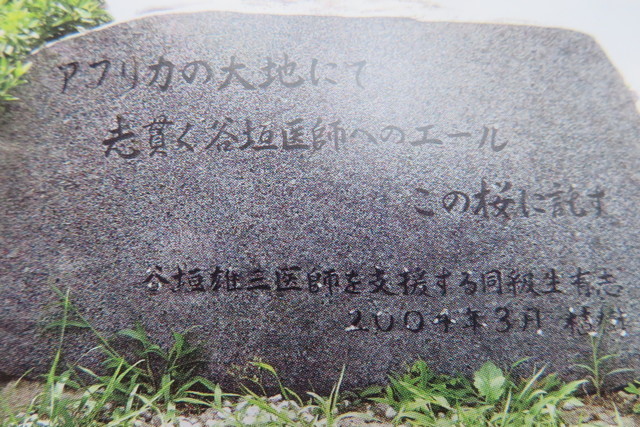 アフリカの大地にて
志貫く谷垣医師へのエール
この桜に託す
谷垣雄三医師を支援する同級生有志
2004年3月 植樹